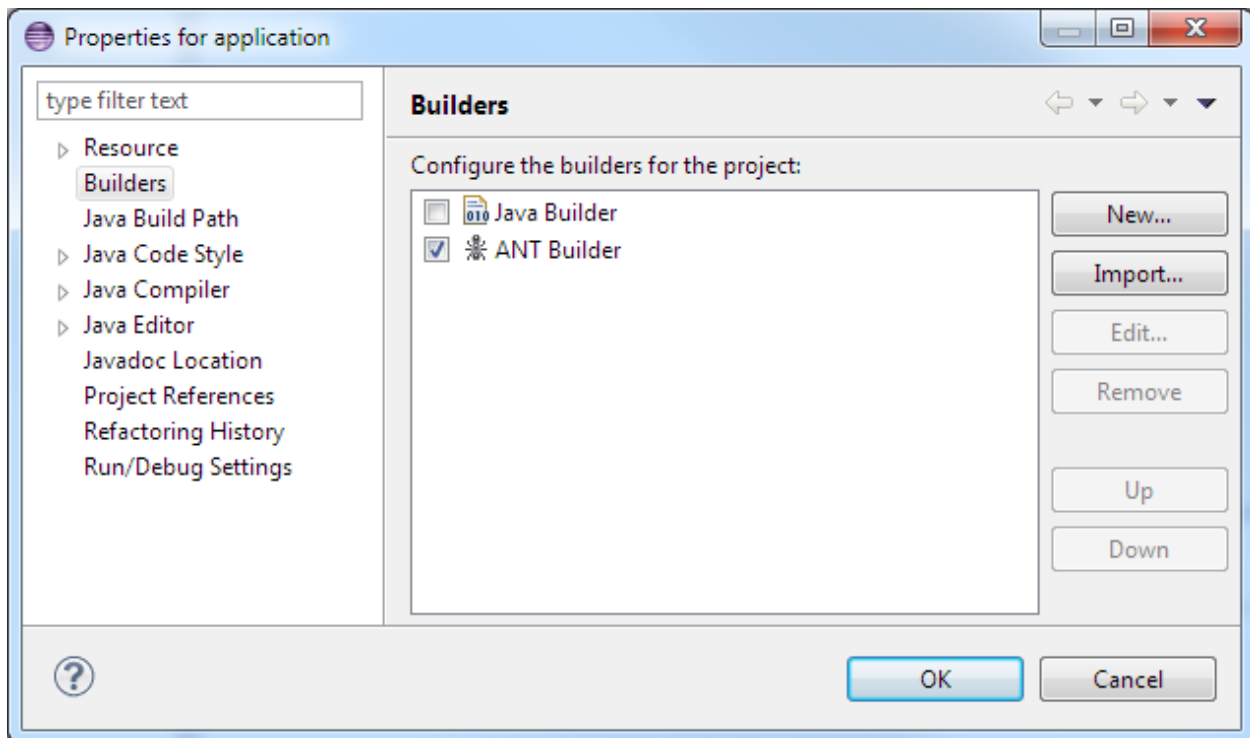 Properties for application
type filter text
Resource
Builders
Java Build Path
Java Code Style
Java Compiler
Java Editor
Javadoc Location
Project References
Refactoring History
Run/Debug Settings
Builders
Configure the builders for the project:
010 Java Builder
ANT Builder
New...
Import...
Edit...
Remove
Up
Down
?
OK
Cancel